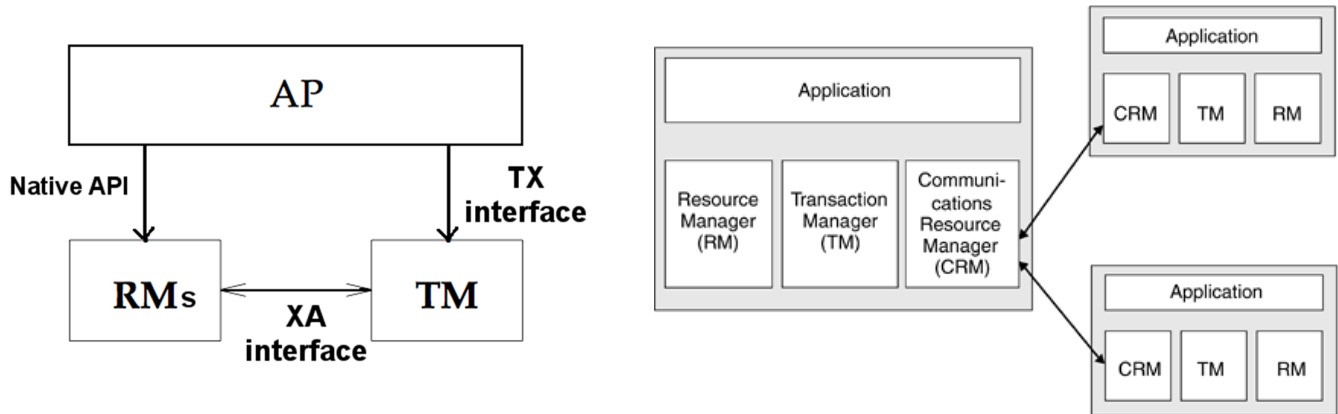 AP
Native API
TX
interface
RMs
TM
XA
interface
Application
Resource
Manager
(RM)
Transaction
Manager
(TM)
Communi-
cations
Resource
Manager
(CRM)
Application
CRM
TM
RM
Application
CRM
TM
RM